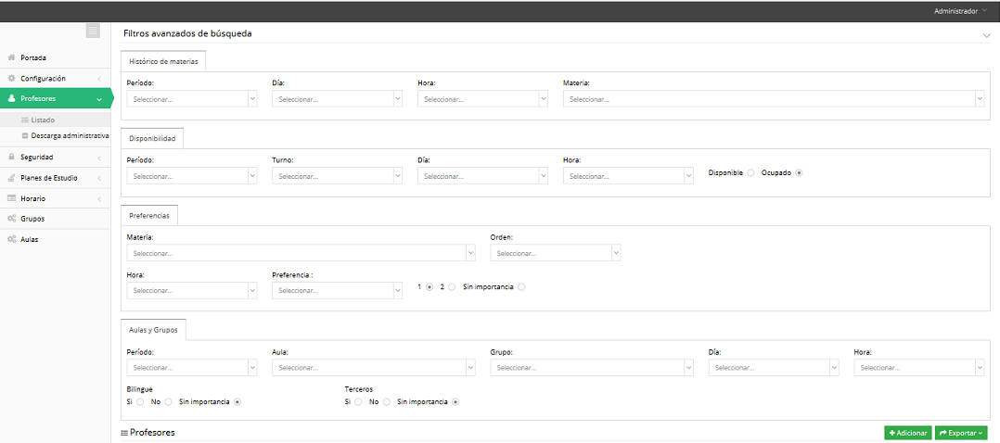 Administrador
Filtros avanzados de búsqueda
Portada
Configuración
Profesores
Listado
Descarga administrativa
Seguridad
Planes de Estudio
Horario
Grupos
Aulas
Histórico de materias
Período: Día: Hora: Materia:
Seleccionar... Seleccionar... Seleccionar... Seleccionar...
Disponibilidad
Período: Turno: Día: Hora:
Seleccionar... Seleccionar... Seleccionar... Seleccionar... Disponible Ocupado
Preferencias
Materia: Orden:
Seleccionar... Seleccionar...
Hora: Preferencia :
Seleccionar... Seleccionar... 1 2 Sin importancia
Aulas y Grupos
Período: Aula: Grupo: Día: Hora:
Seleccionar... Seleccionar... Seleccionar... Seleccionar... Seleccionar...
Bilingue Terceros
Si No Sin importancia Si No Sin importancia
Profesores Adicionar Exportar